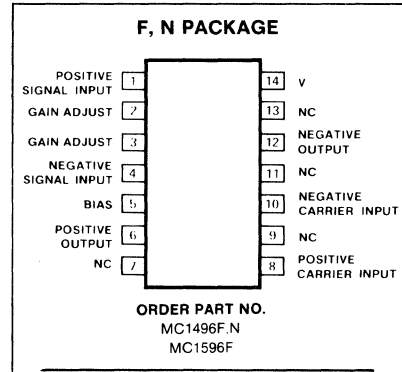 F, N PACKAGE
POSITIVE
SIGNAL INPUT
1
GAIN ADJUST
2
GAIN ADJUST
3
NEGATIVE
SIGNAL INPUT
4
BIAS
5
POSITIVE
OUTPUT
6
NC
7
14
V
13
NC
12
NEGATIVE
OUTPUT
11
NC
10
NEGATIVE
CARRIER INPUT
9
NC
8
POSITIVE
CARRIER INPUT
ORDER PART NO.
MC1496F,N
MC1596F